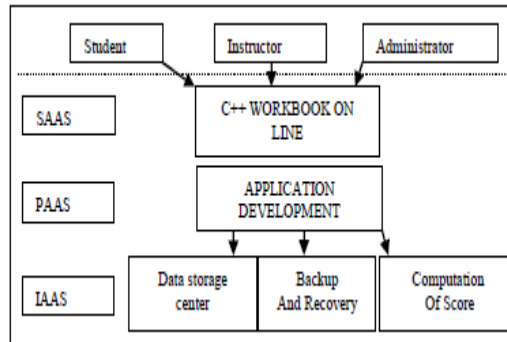 Student
Instructor
Administrator
SAAS
C++ WORKBOOK ON
LINE
PAAS
APPLICATION
DEVELOPMENT
IAAS
Data storage
center
Backup
And Recovery
Computation
Of Score